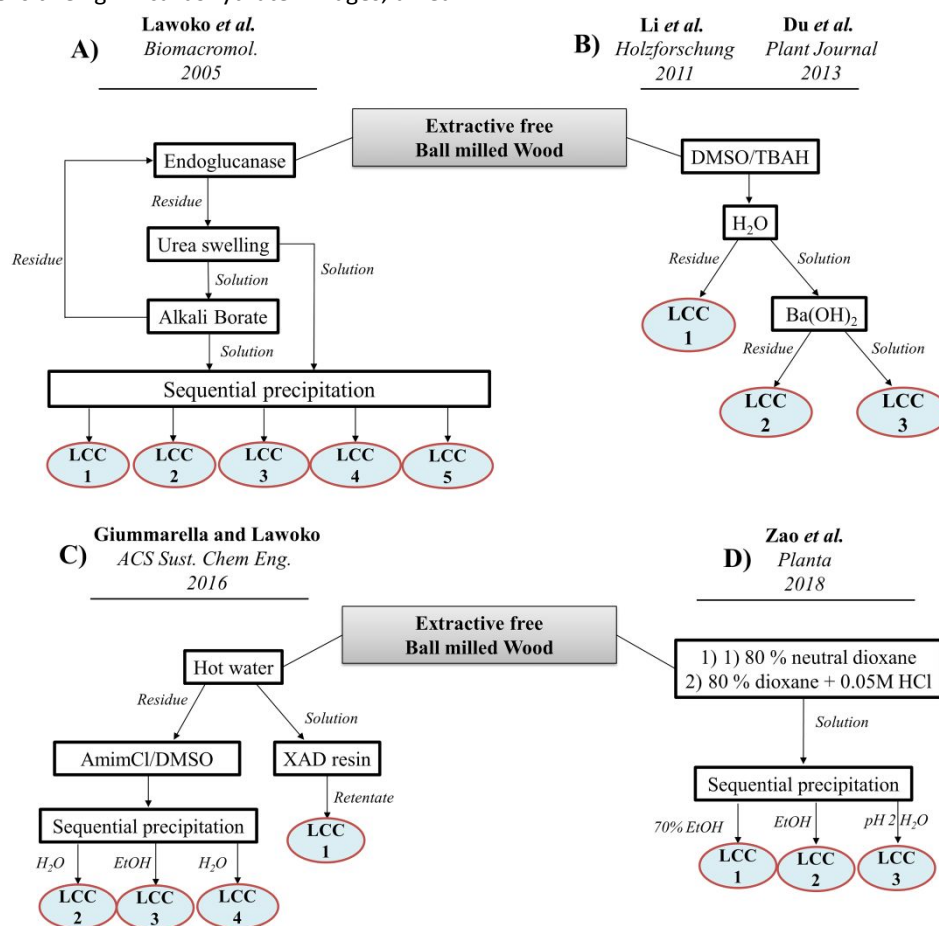 A)
Lawoko et al.
Biomacromol.
2005
B)
Li et al.
Holzforschung
2011
Du et al.
Plant Journal
2013
Extractive free
Ball milled Wood
Endoglucanase
Residue
Urea swelling
Residue
Solution
Solution
Alkali Borate
Solution
Sequential precipitation
LCC
1
LCC
2
LCC
3
LCC
4
LCC
5
DMSO/TBAH
H₂O
Residue
Solution
LCC
1
Ba(OH)₂
Residue
Solution
LCC
2
LCC
3
C)
Giummarella and Lawoko
ACS Sust. Chem Eng.
2016
D)
Zao et al.
Planta
2018
Extractive free
Ball milled Wood
Hot water
Residue
Solution
AmimCl/DMSO
XAD resin
Retentate
Sequential precipitation
LCC
1
H₂O
EtOH
H₂O
LCC
2
LCC
3
LCC
4
1) 1) 80 % neutral dioxane
2) 80 % dioxane + 0.05M HCl
Solution
Sequential precipitation
70% EtOH
EtOH
pH 2 H₂O
LCC
1
LCC
2
LCC
3